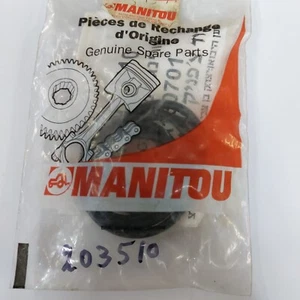 MANITOU
Pièces de Rechange
d'Origine
Genuine Spare Parts
MANITOU
203510